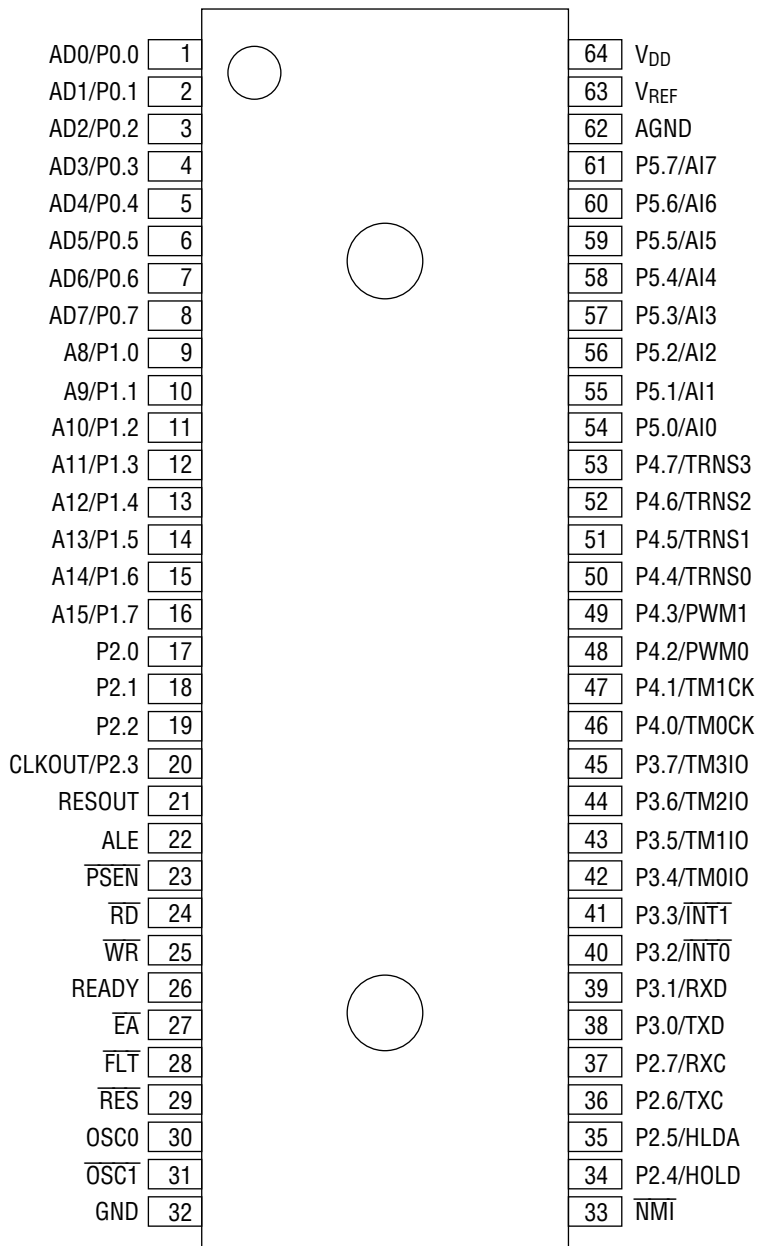 AD0/P0.0 1 64 VDD
AD1/P0.1 2 63 VREF
AD2/P0.2 3 62 AGND
AD3/P0.3 4 61 P5.7/AI7
AD4/P0.4 5 60 P5.6/AI6
AD5/P0.5 6 59 P5.5/AI5
AD6/P0.6 7 58 P5.4/AI4
AD7/P0.7 8 57 P5.3/AI3
A8/P1.0 9 56 P5.2/AI2
A9/P1.1 10 55 P5.1/AI1
A10/P1.2 11 54 P5.0/AI0
A11/P1.3 12 53 P4.7/TRNS3
A12/P1.4 13 52 P4.6/TRNS2
A13/P1.5 14 51 P4.5/TRNS1
A14/P1.6 15 50 P4.4/TRNS0
A15/P1.7 16 49 P4.3/PWM1
P2.0 17 48 P4.2/PWM0
P2.1 18 47 P4.1/TM1CK
P2.2 19 46 P4.0/TM0CK
CLKOUT/P2.3 20 45 P3.7/TM3IO
RESOUT 21 44 P3.6/TM2IO
ALE 22 43 P3.5/TM1IO
P̅S̅E̅N̅ 23 42 P3.4/TM0IO
R̅D̅ 24 41 P3.3/I̅N̅T̅1̅
W̅R̅ 25 40 P3.2/I̅N̅T̅0̅
READY 26 39 P3.1/RXD
E̅A̅ 27 38 P3.0/TXD
F̅L̅T̅ 28 37 P2.7/RXC
R̅E̅S̅ 29 36 P2.6/TXC
OSC0 30 35 P2.5/HLDA
O̅S̅C̅1̅ 31 34 P2.4/HOLD
GND 32 33 N̅M̅I̅